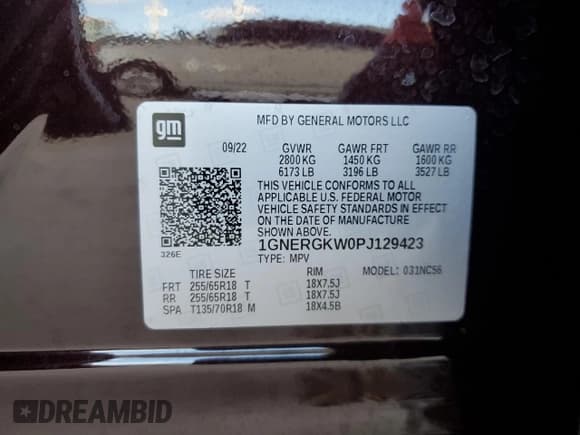 gm
MFD BY GENERAL MOTORS LLC
09/22 GVWR GAWR FRT GAWR RR
2800 KG 1450 KG 1600 KG
6173 LB 3196 LB 3527 LB
THIS VEHICLE CONFORMS TO ALL
APPLICABLE U.S. FEDERAL MOTOR
VEHICLE SAFETY STANDARDS IN EFFECT
ON THE DATE OF MANUFACTURE
SHOWN ABOVE.
326E
1GNERGKW0PJ129423
TYPE: MPV MODEL: 031NC56
TIRE SIZE RIM
FRT 255/65R18 T 18X7.5J
RR 255/65R18 T 18X7.5J
SPA T135/70R18 M 18X4.5B
DREAMBID